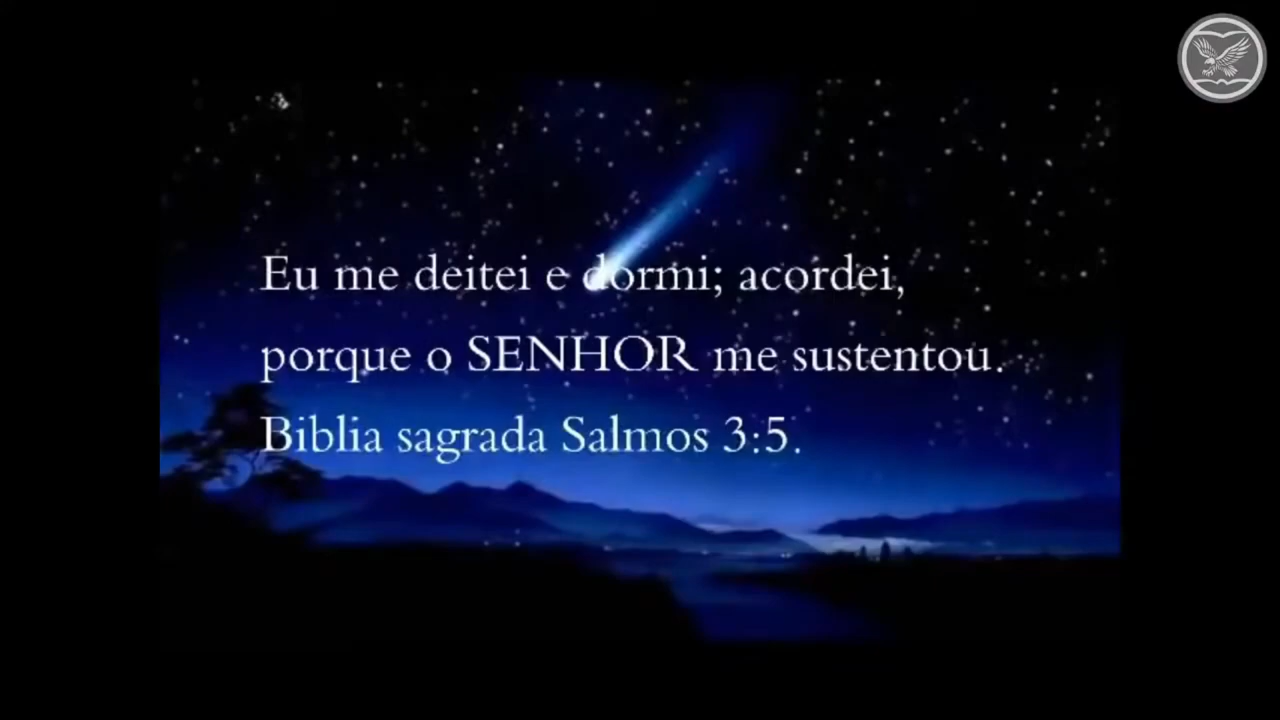 Eu me deitei e dormi; acordei,
porque o SENHOR me sustentou.
Biblia sagrada Salmos 3:5.